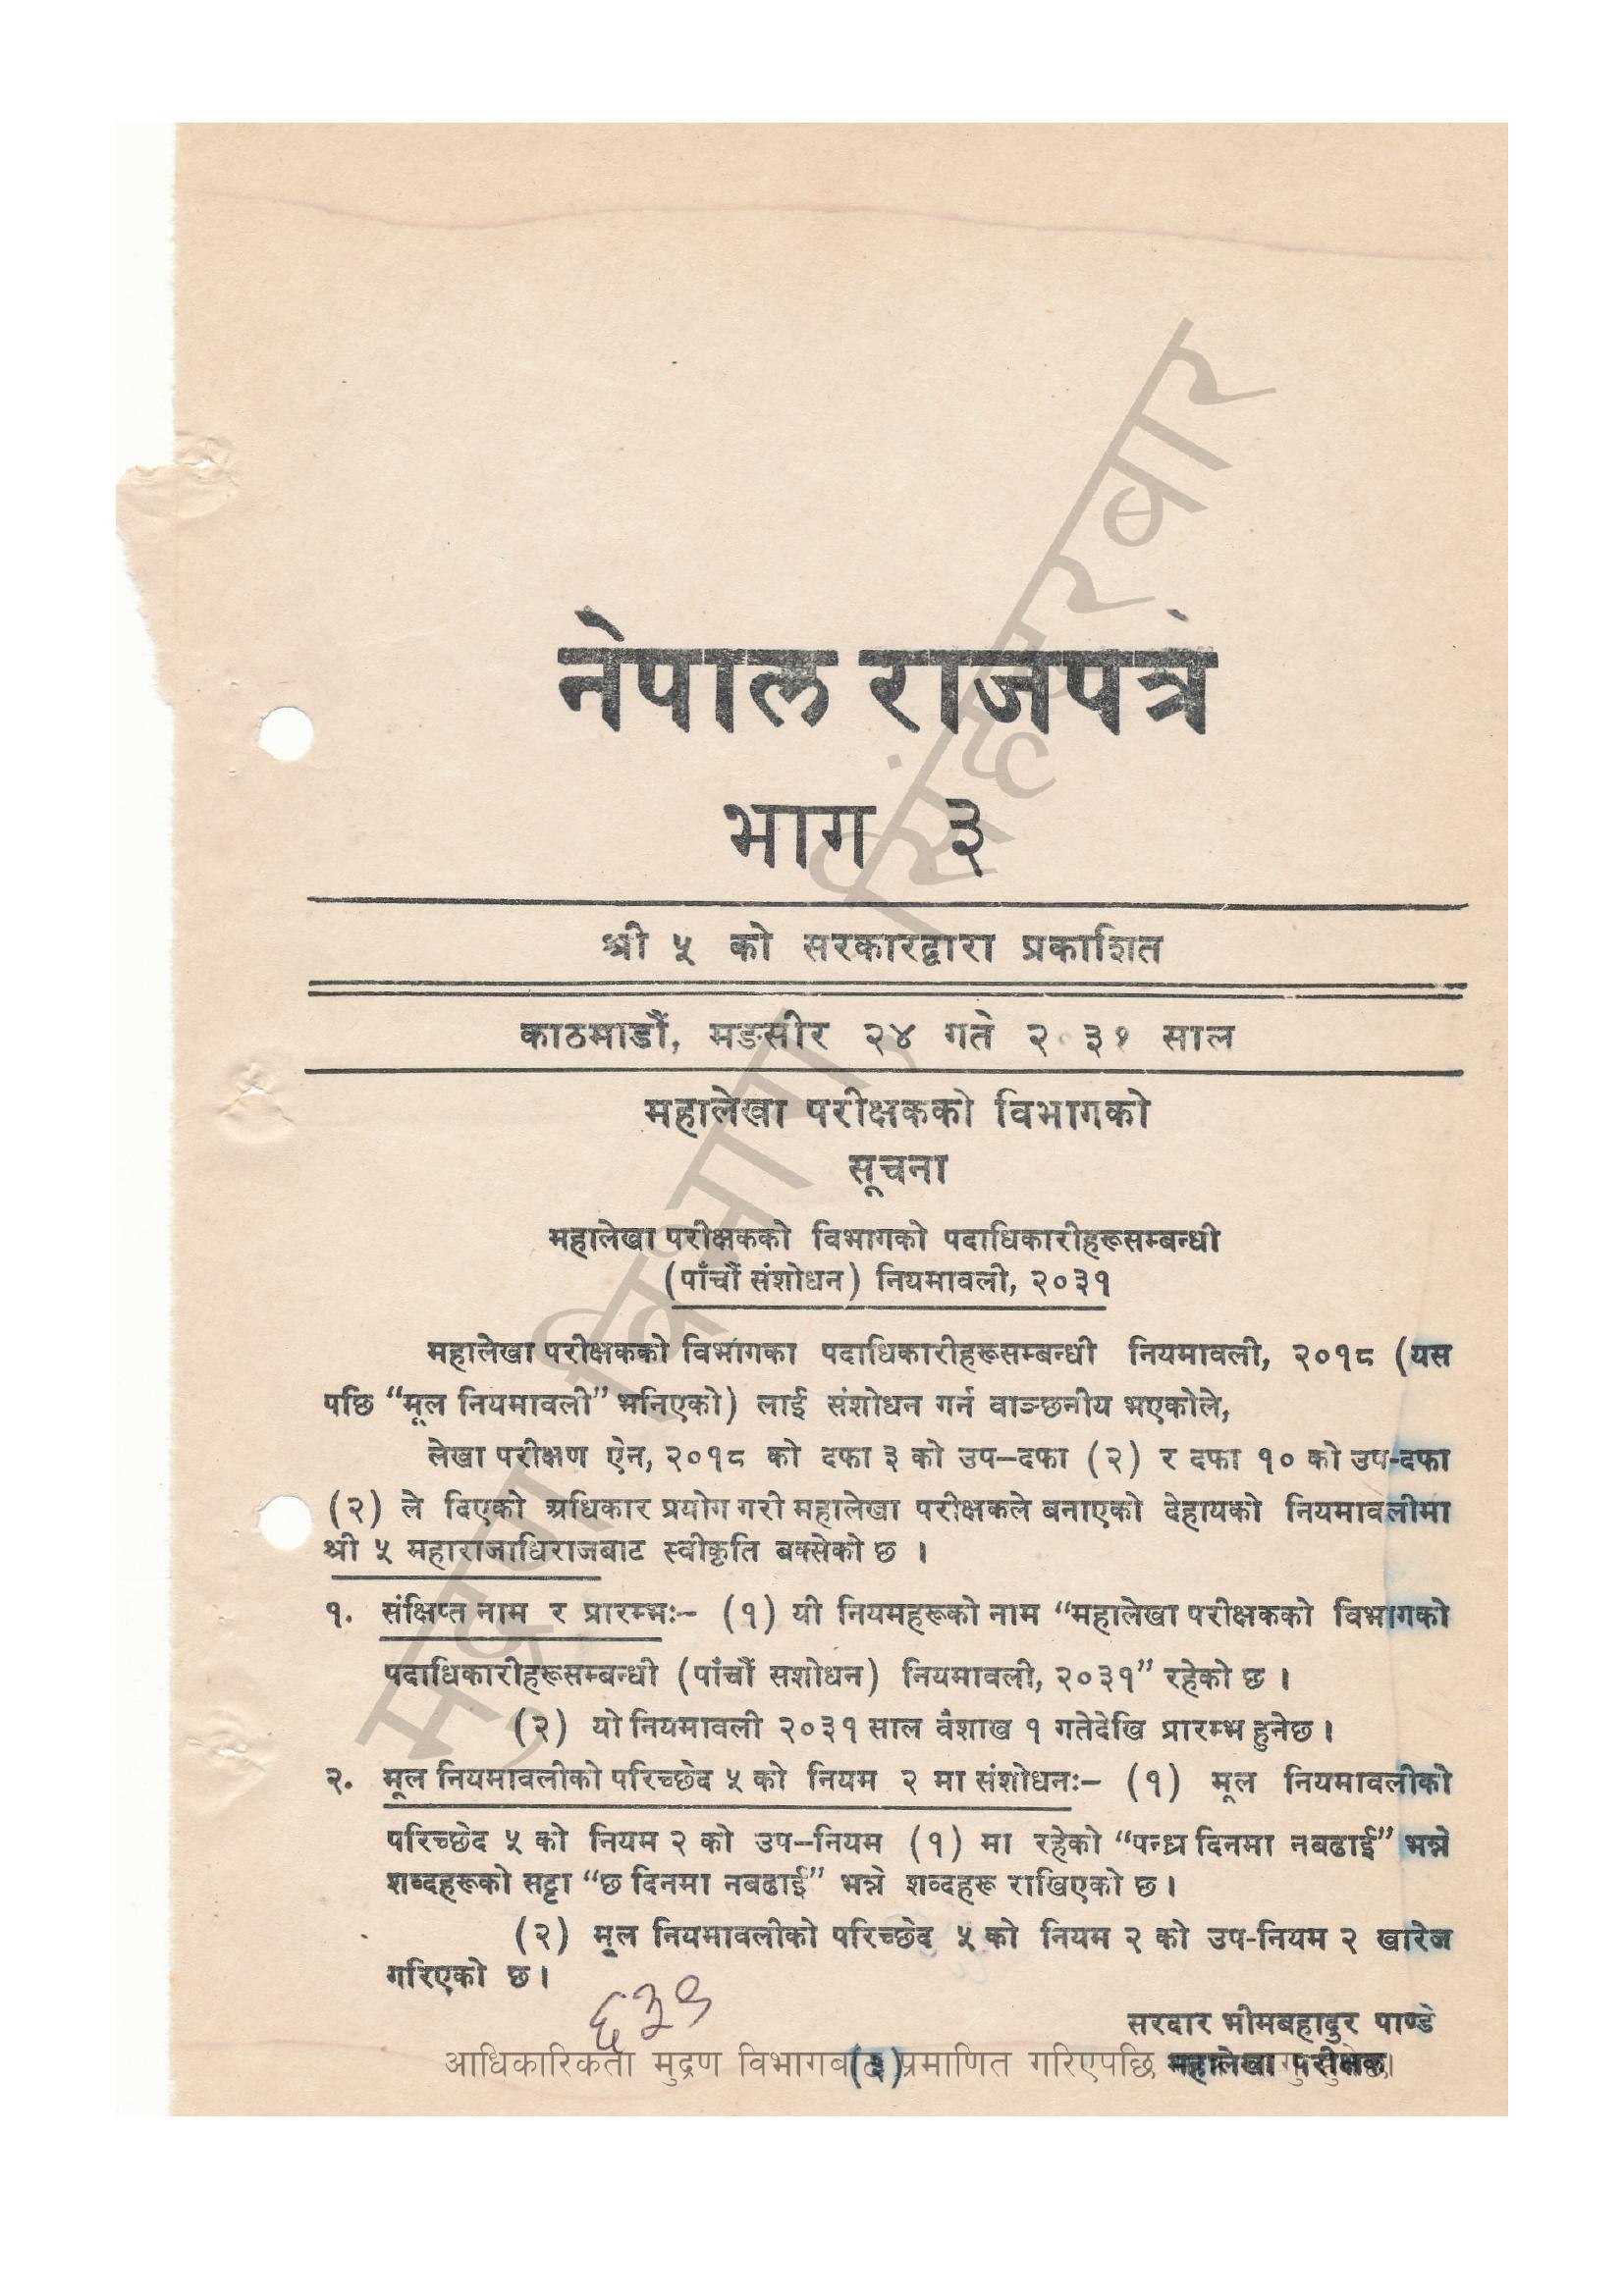 नेपाल राजपत्र
भाग ३
श्री ५ को सरकारद्वारा प्रकाशित
काठमाडौं, मङसीर २४ गते २०३१ साल
महालेखा परीक्षकको विभागको
सूचना
महालेखा परीक्षकको विभागको पदाधिकारीहरूसम्बन्धी
(पाँचौं संशोधन) नियमावली, २०३१
महालेखा परीक्षकको विभागका पदाधिकारीहरूसम्बन्धी नियमावली, २०१८ (यस
पछि “मूल नियमावली” भनिएको) लाई संशोधन गर्न वाञ्छनीय भएकोले,
लेखा परीक्षण ऐन, २०१८ को दफा ३ को उप–दफा (२) र दफा १० को उप-दफा
(२) ले दिएको अधिकार प्रयोग गरी महालेखा परीक्षकले बनाएको देहायको नियमावलीमा
श्री ५ महाराजाधिराजबाट स्वीकृति बक्सेको छ ।
१. संक्षिप्त नाम र प्रारम्भः– (१) यी नियमहरूको नाम “महालेखा परीक्षकको विभागको
पदाधिकारीहरूसम्बन्धी (पाँचौं सशोधन) नियमावली, २०३१” रहेको छ ।
(२) यो नियमावली २०३१ साल वैशाख १ गतेदेखि प्रारम्भ हुनेछ ।
२. मूल नियमावलीको परिच्छेद ५ को नियम २ मा संशोधनः– (१) मूल नियमावलीको
परिच्छेद ५ को नियम २ को उप–नियम (१) मा रहेको “पन्ध्र दिनमा नबढाई” भन्ने
शब्दहरूको सट्टा “छ दिनमा नबढाई” भन्ने शब्दहरू राखिएको छ ।
(२) मूल नियमावलीको परिच्छेद ५ को नियम २ को उप-नियम २ खारेज
गरिएको छ ।
६३९
सरदार भीमबहादुर पाण्डे
महालेखा परीक्षक
आधिकारिकता मुद्रण विभागबाट प्रमाणित गरिएपछि
मुद्रण विभाग, सिंहदरबार